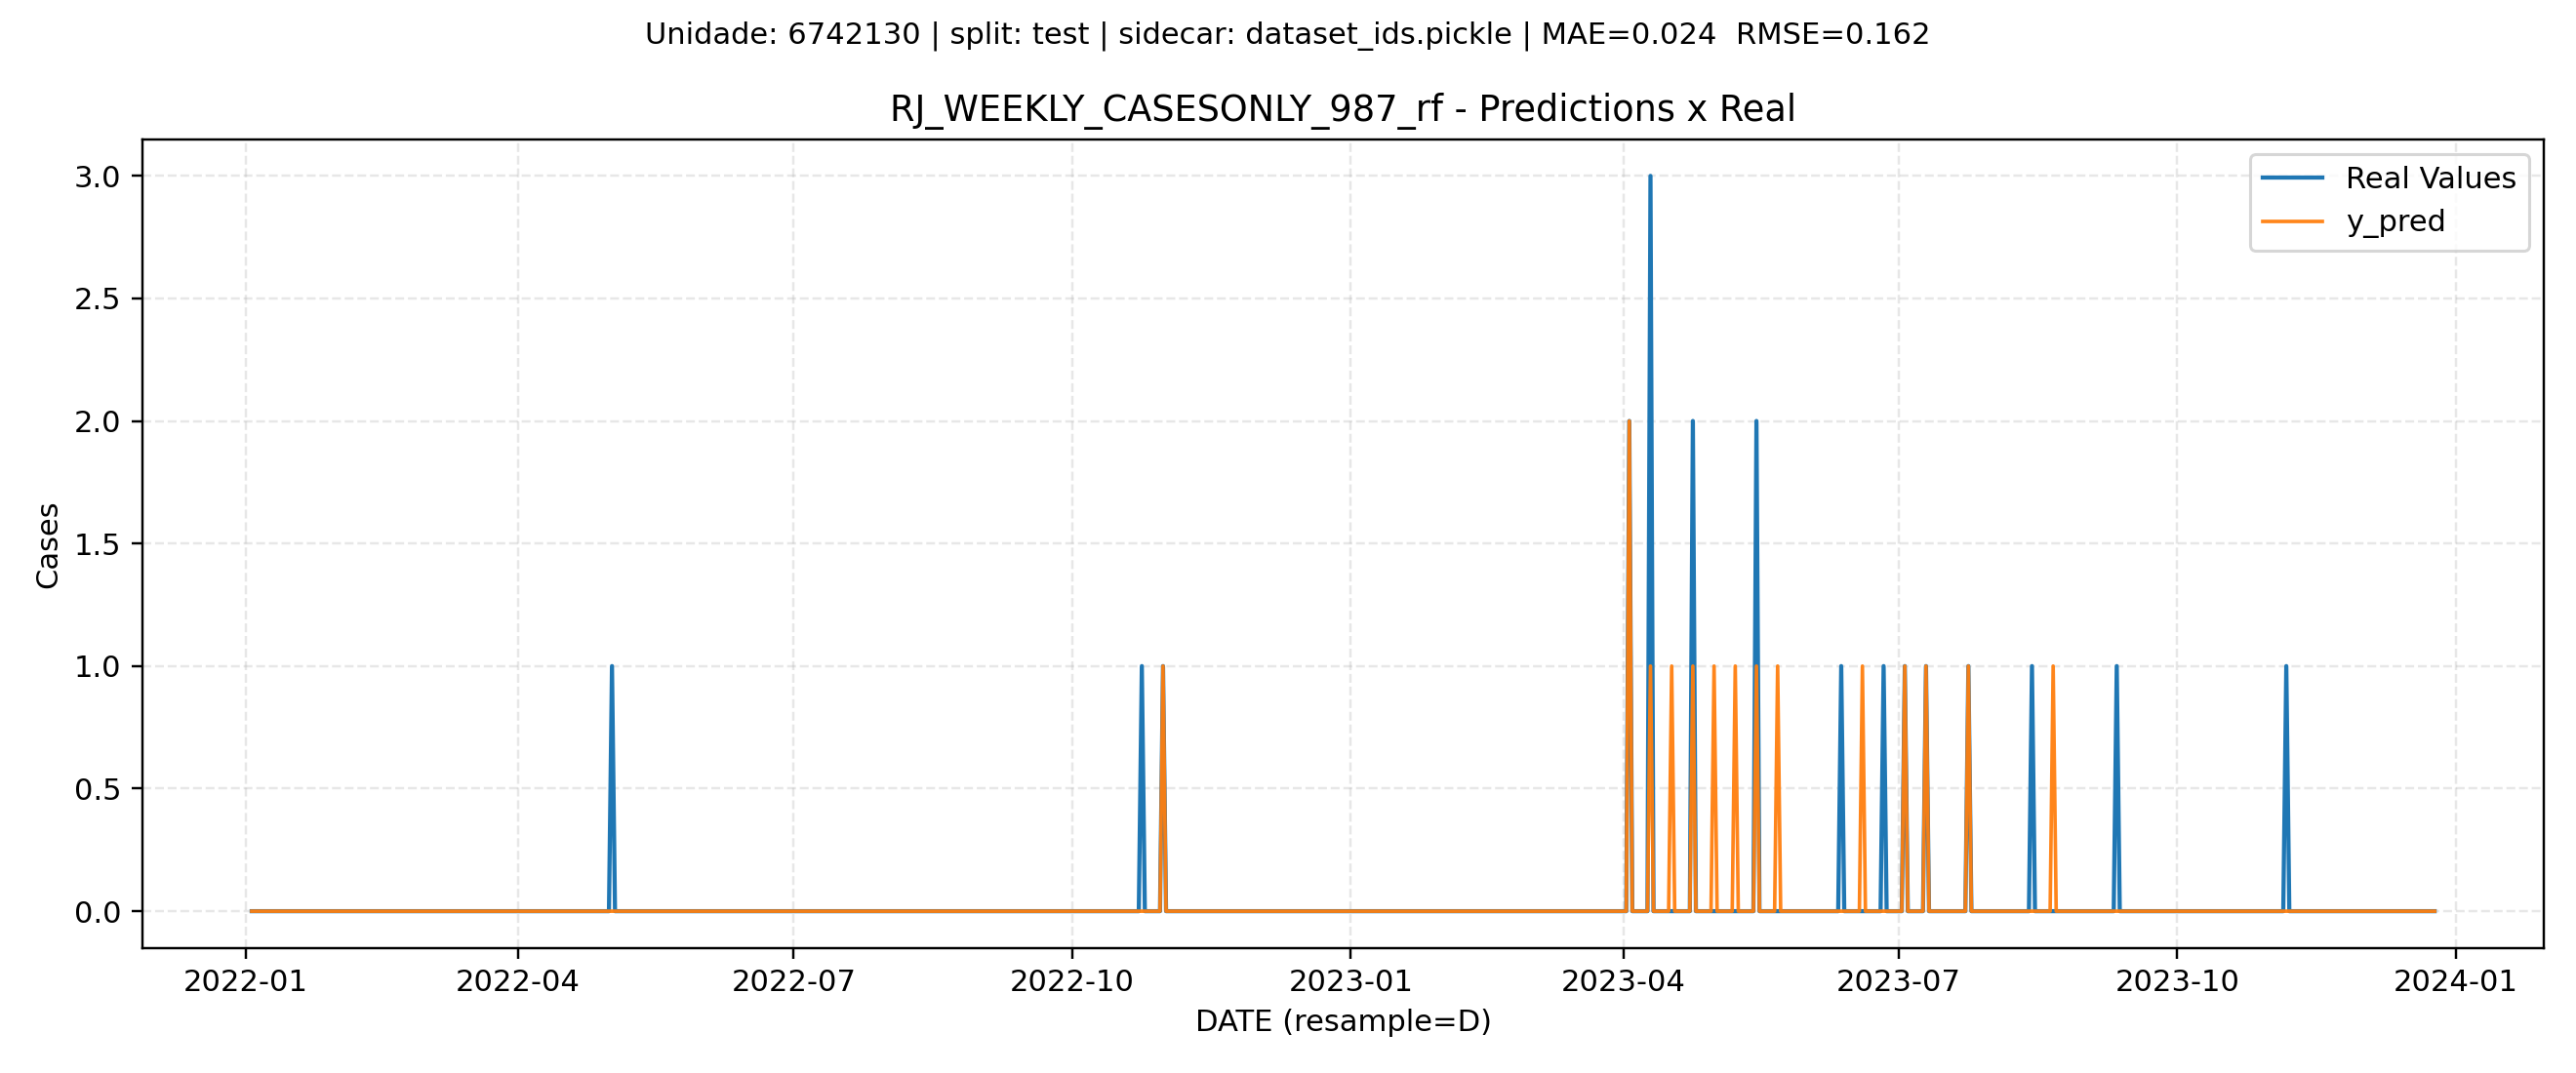 Unidade: 6742130 | split: test | sidecar: dataset_ids.pickle | MAE=0.024  RMSE=0.162
RJ_WEEKLY_CASESONLY_987_rf - Predictions x Real
Real Values
y_pred
3.0
2.5
2.0
1.5
1.0
0.5
0.0
Cases
2022-01
2022-04
2022-07
2022-10
2023-01
2023-04
2023-07
2023-10
2024-01
DATE (resample=D)